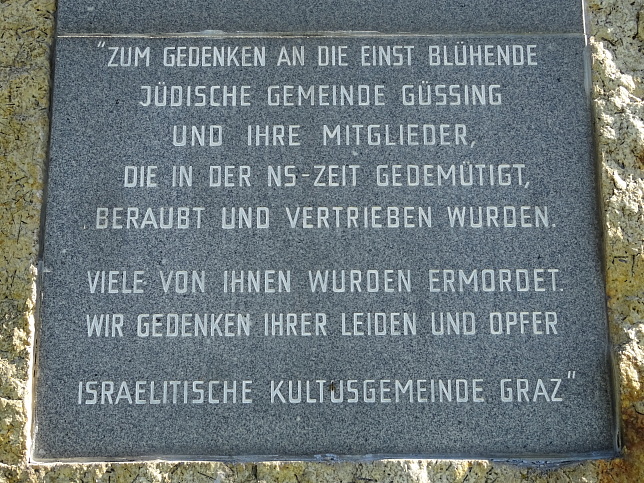 "ZUM GEDENKEN AN DIE EINST BLÜHENDE
JÜDISCHE GEMEINDE GÜSSING
UND IHRE MITGLIEDER,
DIE IN DER NS-ZEIT GEDEMÜTIGT,
BERAUBT UND VERTRIEBEN WURDEN.
VIELE VON IHNEN WURDEN ERMORDET.
WIR GEDENKEN IHRER LEIDEN UND OPFER
ISRAELITISCHE KULTUSGEMEINDE GRAZ"